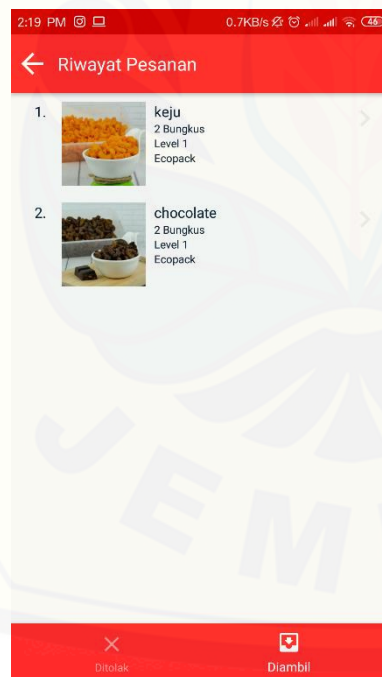 2:19 PM 0.7KB/s 46
Riwayat Pesanan
1. keju
2 Bungkus
Level 1
Ecopack
2. chocolate
2 Bungkus
Level 1
Ecopack
JEM
Ditolak
Diambil